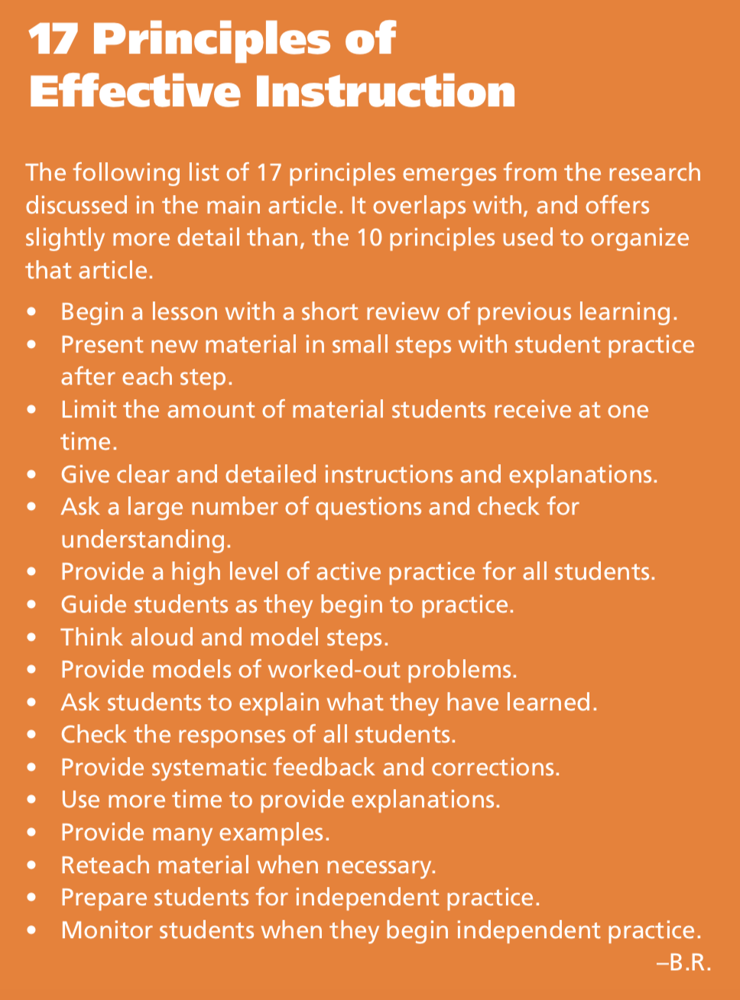 17 Principles of
Effective Instruction
The following list of 17 principles emerges from the research
discussed in the main article. It overlaps with, and offers
slightly more detail than, the 10 principles used to organize
that article.
• Begin a lesson with a short review of previous learning.
• Present new material in small steps with student practice
after each step.
• Limit the amount of material students receive at one
time.
• Give clear and detailed instructions and explanations.
• Ask a large number of questions and check for
understanding.
• Provide a high level of active practice for all students.
• Guide students as they begin to practice.
• Think aloud and model steps.
• Provide models of worked-out problems.
• Ask students to explain what they have learned.
• Check the responses of all students.
• Provide systematic feedback and corrections.
• Use more time to provide explanations.
• Provide many examples.
• Reteach material when necessary.
• Prepare students for independent practice.
• Monitor students when they begin independent practice.
–B.R.